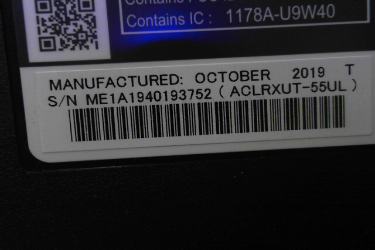 Contains IC : 1178A-U9W40
MANUFACTURED: OCTOBER 2019 T
S/N ME1A1940193752 ( ACLRXUT-55UL )